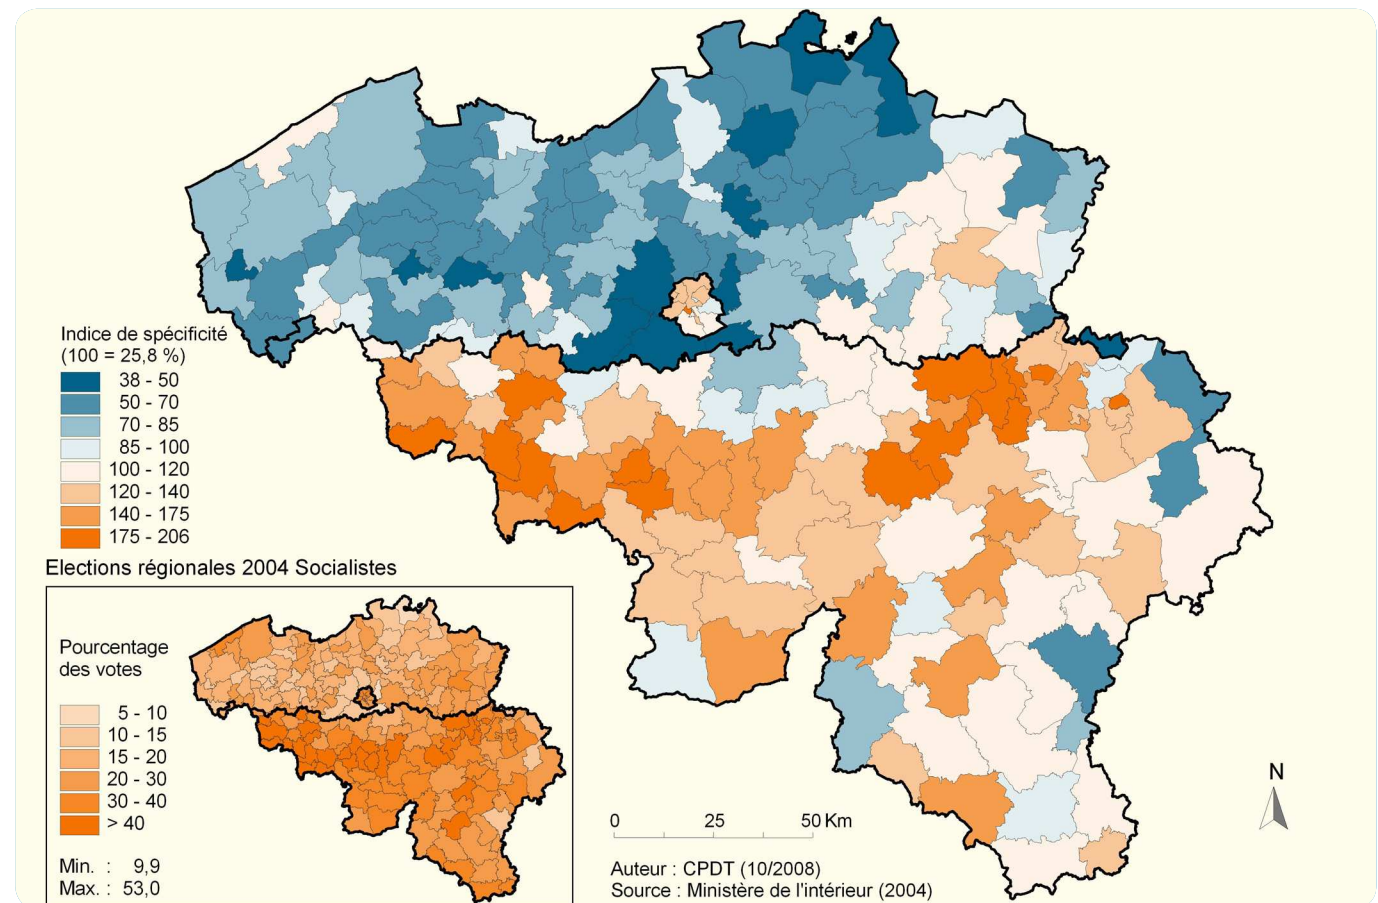 Indice de spécificité
(100 = 25,8 %)
38 - 50
50 - 70
70 - 85
85 - 100
100 - 120
120 - 140
140 - 175
175 - 206
Elections régionales 2004 Socialistes
Pourcentage
des votes
5 - 10
10 - 15
15 - 20
20 - 30
30 - 40
> 40
Min. : 9,9
Max. : 53,0
0 25 50 Km
Auteur : CPDT (10/2008)
Source : Ministère de l'intérieur (2004)
N